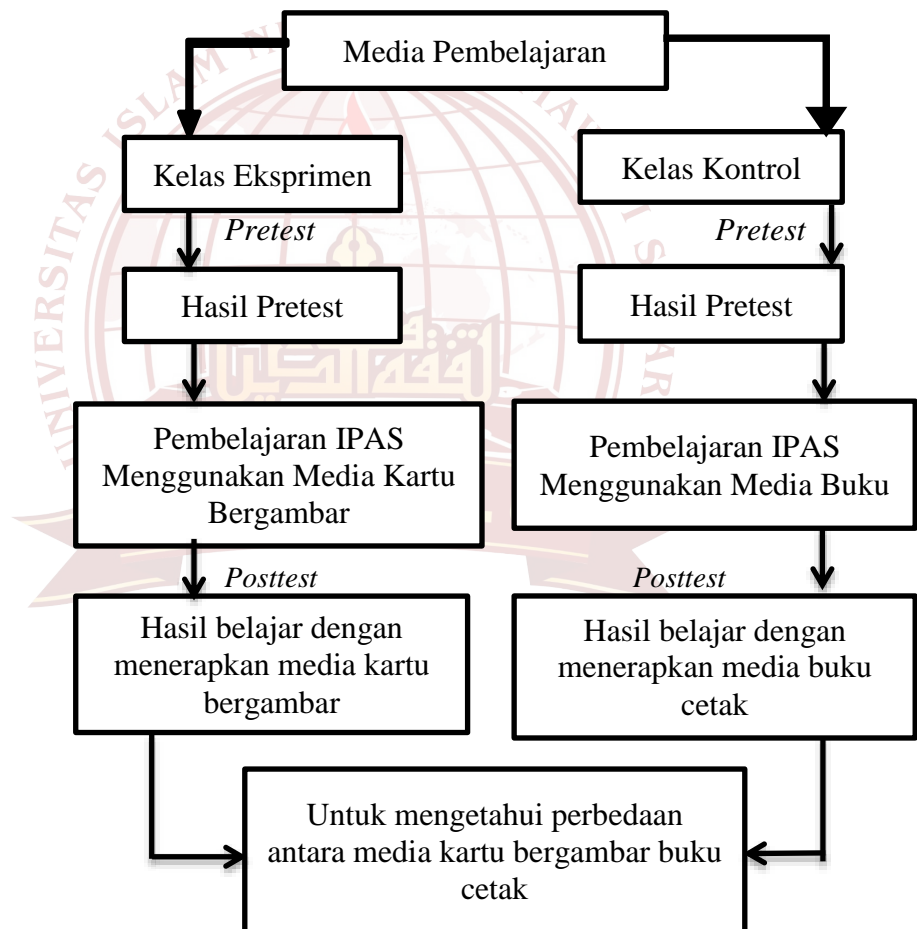 Media Pembelajaran
Kelas Eksprimen
Kelas Kontrol
Pretest
Pretest
Hasil Pretest
Hasil Pretest
Pembelajaran IPAS
Menggunakan Media Kartu
Bergambar
Pembelajaran IPAS
Menggunakan Media Buku
Posttest
Posttest
Hasil belajar dengan
menerapkan media kartu
bergambar
Hasil belajar dengan
menerapkan media buku
cetak
Untuk mengetahui perbedaan
antara media kartu bergambar buku
cetak
UNIVERSITAS ISLAM